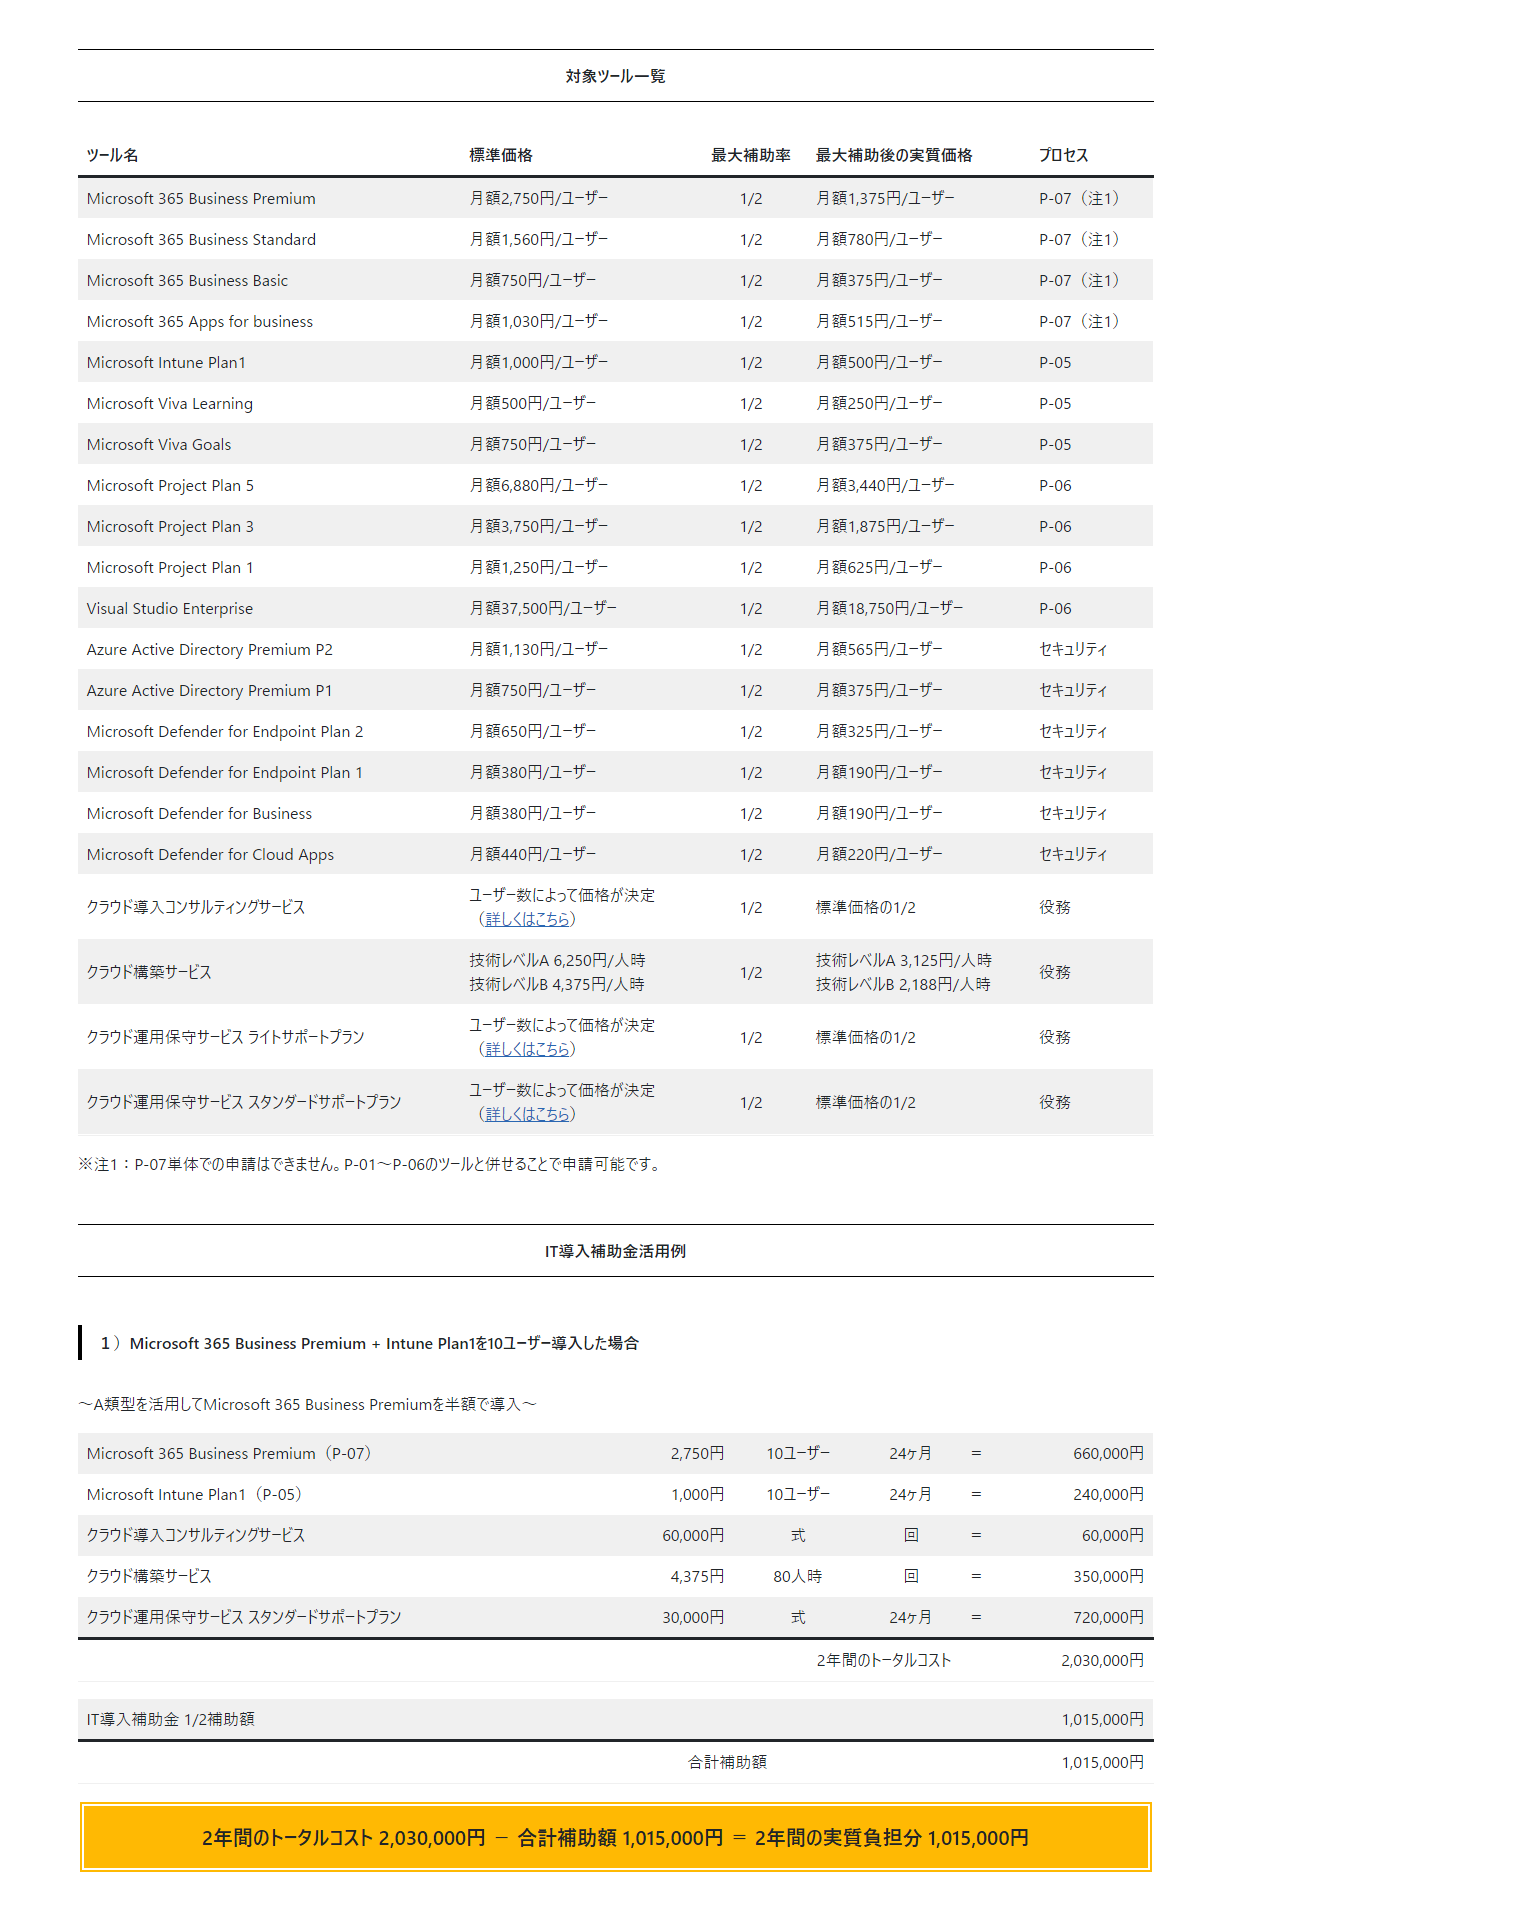 対象ツール一覧
ツール名 標準価格 最大補助率 最大補助後の実質価格 プロセス
Microsoft 365 Business Premium 月額2,750円/ユーザー 1/2 月額1,375円/ユーザー P-07（注1）
Microsoft 365 Business Standard 月額1,560円/ユーザー 1/2 月額780円/ユーザー P-07（注1）
Microsoft 365 Business Basic 月額750円/ユーザー 1/2 月額375円/ユーザー P-07（注1）
Microsoft 365 Apps for business 月額1,030円/ユーザー 1/2 月額515円/ユーザー P-07（注1）
Microsoft Intune Plan1 月額1,000円/ユーザー 1/2 月額500円/ユーザー P-05
Microsoft Viva Learning 月額500円/ユーザー 1/2 月額250円/ユーザー P-05
Microsoft Viva Goals 月額750円/ユーザー 1/2 月額375円/ユーザー P-05
Microsoft Project Plan 5 月額6,880円/ユーザー 1/2 月額3,440円/ユーザー P-06
Microsoft Project Plan 3 月額3,750円/ユーザー 1/2 月額1,875円/ユーザー P-06
Microsoft Project Plan 1 月額1,250円/ユーザー 1/2 月額625円/ユーザー P-06
Visual Studio Enterprise 月額37,500円/ユーザー 1/2 月額18,750円/ユーザー P-06
Azure Active Directory Premium P2 月額1,130円/ユーザー 1/2 月額565円/ユーザー セキュリティ
Azure Active Directory Premium P1 月額750円/ユーザー 1/2 月額375円/ユーザー セキュリティ
Microsoft Defender for Endpoint Plan 2 月額650円/ユーザー 1/2 月額325円/ユーザー セキュリティ
Microsoft Defender for Endpoint Plan 1 月額380円/ユーザー 1/2 月額190円/ユーザー セキュリティ
Microsoft Defender for Business 月額380円/ユーザー 1/2 月額190円/ユーザー セキュリティ
Microsoft Defender for Cloud Apps 月額440円/ユーザー 1/2 月額220円/ユーザー セキュリティ
クラウド導入コンサルティングサービス ユーザー数によって価格が決定
（詳しくはこちら） 1/2 標準価格の1/2 役務
クラウド構築サービス 技術レベルA 6,250円/人時
技術レベルB 4,375円/人時 1/2 技術レベルA 3,125円/人時
技術レベルB 2,188円/人時 役務
クラウド運用保守サービス ライトサポートプラン ユーザー数によって価格が決定
（詳しくはこちら） 1/2 標準価格の1/2 役務
クラウド運用保守サービス スタンダードサポートプラン ユーザー数によって価格が決定
（詳しくはこちら） 1/2 標準価格の1/2 役務
※注1：P-07単体での申請はできません。P-01～P-06のツールと併せることで申請可能です。
IT導入補助金活用例
1）Microsoft 365 Business Premium + Intune Plan1を10ユーザー導入した場合
～A類型を活用してMicrosoft 365 Business Premiumを半額で導入～
Microsoft 365 Business Premium（P-07） 2,750円 10ユーザー 24ヶ月 ＝ 660,000円
Microsoft Intune Plan1（P-05） 1,000円 10ユーザー 24ヶ月 ＝ 240,000円
クラウド導入コンサルティングサービス 60,000円 式 回 ＝ 60,000円
クラウド構築サービス 4,375円 80人時 回 ＝ 350,000円
クラウド運用保守サービス スタンダードサポートプラン 30,000円 式 24ヶ月 ＝ 720,000円
2年間のトータルコスト 2,030,000円
IT導入補助金 1/2補助額 1,015,000円
合計補助額 1,015,000円
2年間のトータルコスト 2,030,000円 － 合計補助額 1,015,000円 ＝ 2年間の実質負担分 1,015,000円